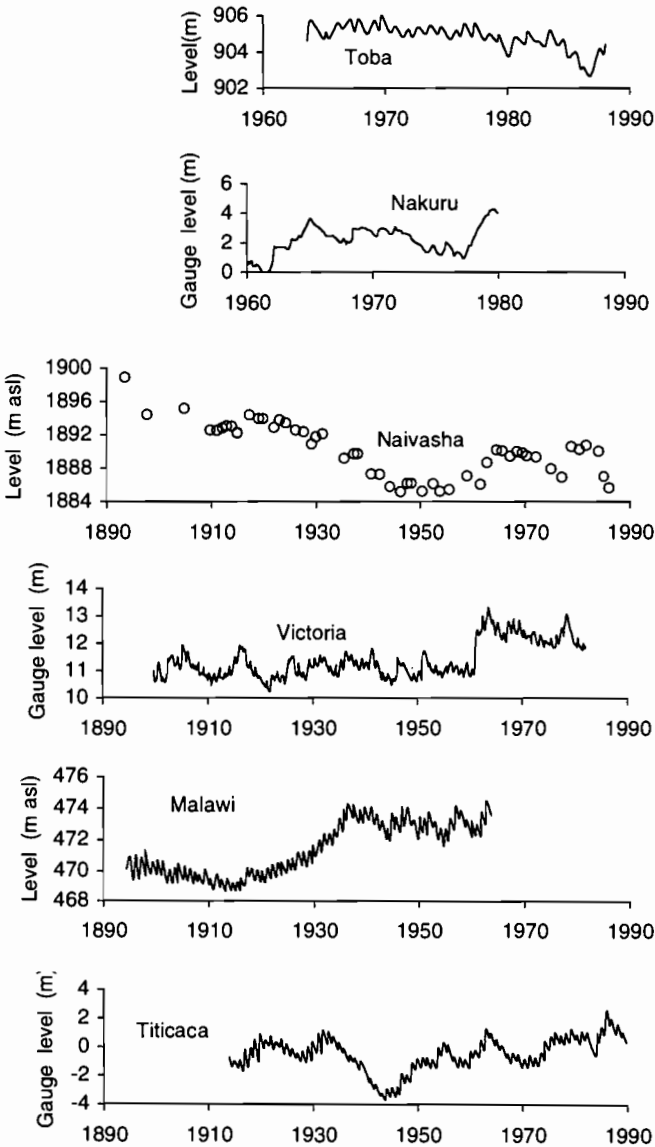 906
904
902
Level(m)
Toba
1960 1970 1980 1990
6
4
2
0
Gauge level (m)
Nakuru
1960 1970 1980 1990
1900
1896
1892
1888
1884
Level (m asl)
Naivasha
1890 1910 1930 1950 1970 1990
14
13
12
11
10
Gauge level (m)
Victoria
1890 1910 1930 1950 1970 1990
476
474
472
470
468
Level (m asl)
Malawi
1890 1910 1930 1950 1970 1990
4
2
0
-2
-4
Gauge level (m)
Titicaca
1890 1910 1930 1950 1970 1990